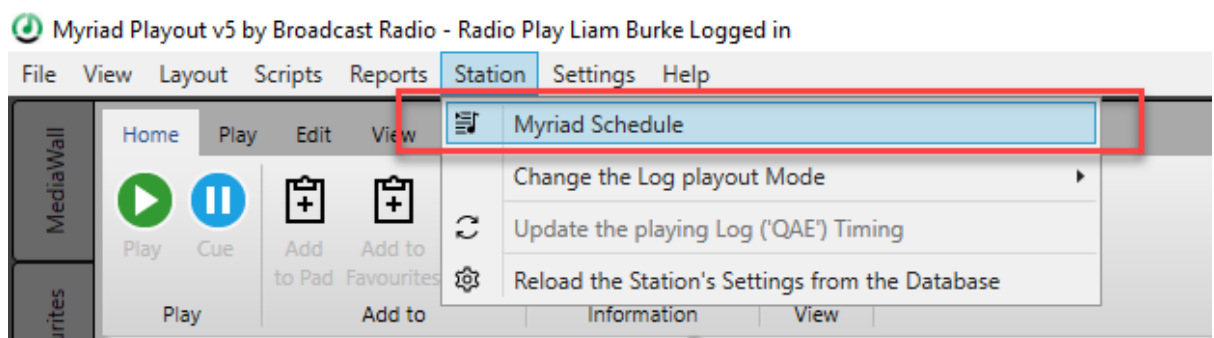 Myriad Playout v5 by Broadcast Radio - Radio Play Liam Burke Logged in
File View Layout Scripts Reports Station Settings Help
MediaWall
Home Play Edit View
Myriad Schedule
Change the Log playout Mode
Update the playing Log ('QAE') Timing
Reload the Station's Settings from the Database
Play Cue Add to Pad Add to Favourites
Play Add to Information View